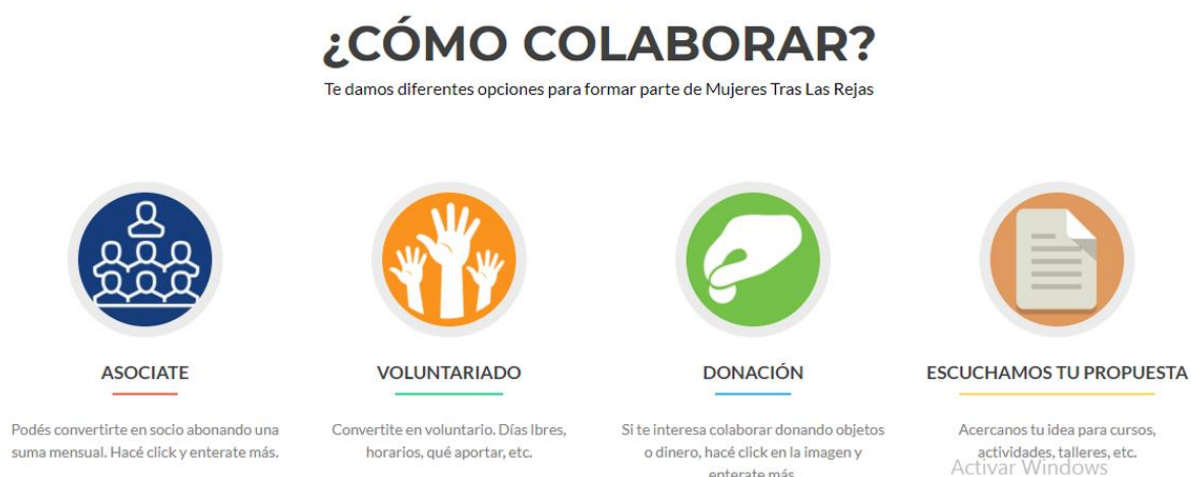 ¿CÓMO COLABORAR?
Te damos diferentes opciones para formar parte de Mujeres Tras Las Rejas
ASOCIATE
Podés convertirte en socio abonando una
suma mensual. Hacé click y enterate más.
VOLUNTARIADO
Convertite en voluntario. Días lbres,
horarios, qué aportar, etc.
DONACIÓN
Si te interesa colaborar donando objetos
o dinero, hacé click en la imagen y
enterate más
ESCUCHAMOS TU PROPUESTA
Acercanos tu idea para cursos,
actividades, talleres, etc.
Activar Windows